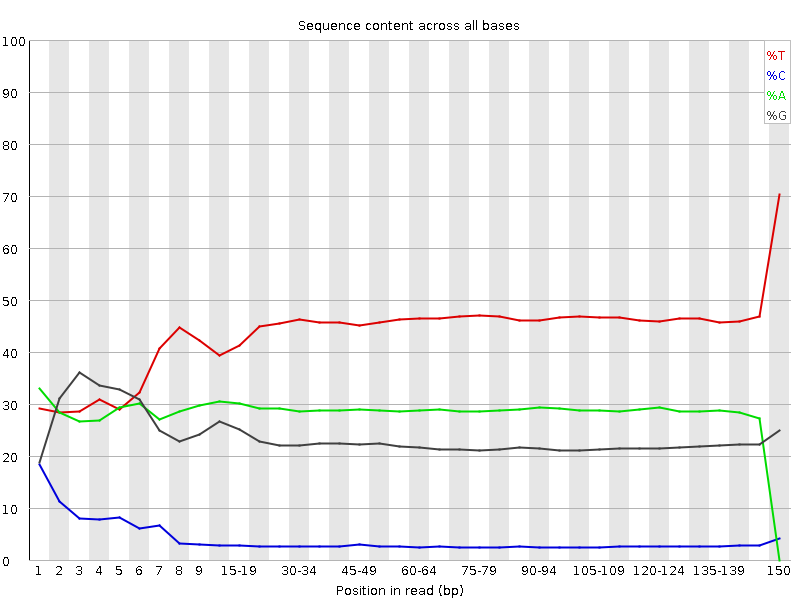 Sequence content across all bases
100
90
80
70
60
50
40
30
20
10
0
%T
%C
%A
%G
1 2 3 4 5 6 7 8 9 15-19 30-34 45-49 60-64 75-79 90-94 105-109 120-124 135-139 150
Position in read (bp)